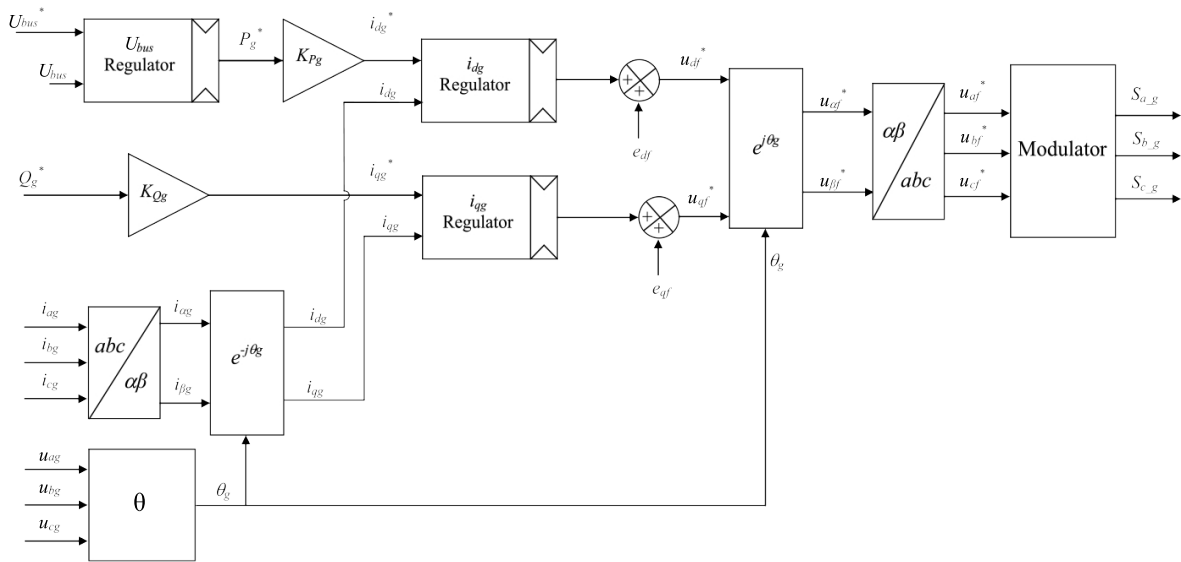 U_bus*
U_bus
U_bus
Regulator
P_g*
K_Pg
i_dg*
i_dg
i_dg
Regulator
+
+
e_df
u_df*
Q_g*
K_Qg
i_qg*
i_qg
i_qg
Regulator
+
+
e_qf
u_qf*
e^jθg
θ_g
u_αf*
u_βf*
αβ
abc
u_af*
u_bf*
u_cf*
Modulator
S_a_g
S_b_g
S_c_g
i_ag
i_bg
i_cg
abc
αβ
i_αg
i_βg
e^-jθg
i_dg
i_qg
u_ag
u_bg
u_cg
θ
θ_g